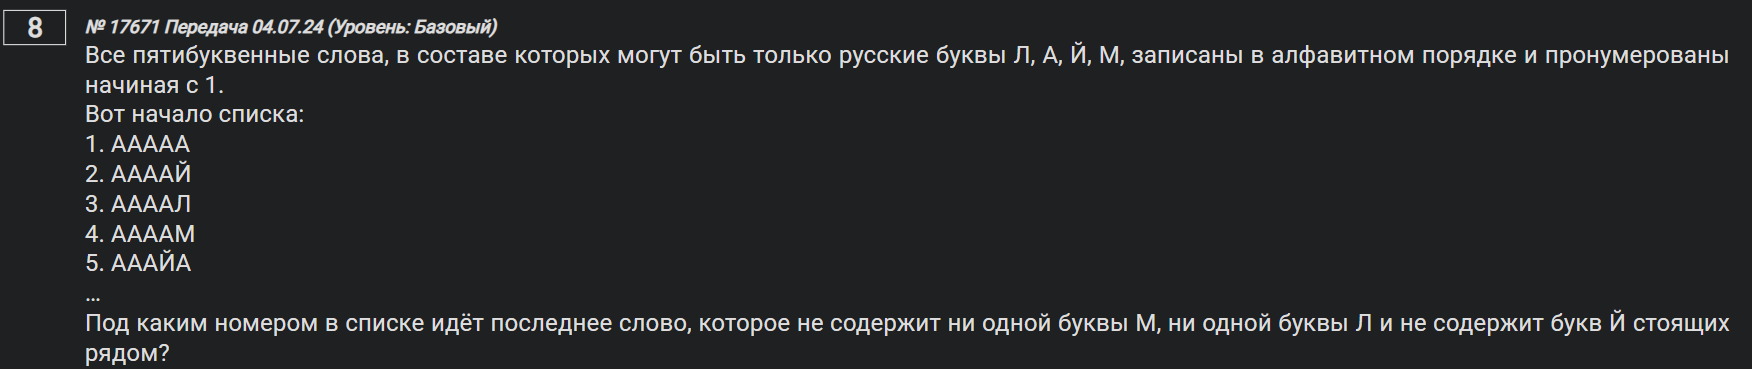 8
№ 17671 Передача 04.07.24 (Уровень: Базовый)
Все пятибуквенные слова, в составе которых могут быть только русские буквы Л, А, Й, М, записаны в алфавитном порядке и пронумерованы
начиная с 1.
Вот начало списка:
1. ААААА
2. ААААЙ
3. ААААЛ
4. ААААМ
5. АААЙА
...
Под каким номером в списке идёт последнее слово, которое не содержит ни одной буквы М, ни одной буквы Л и не содержит букв Й стоящих
рядом?